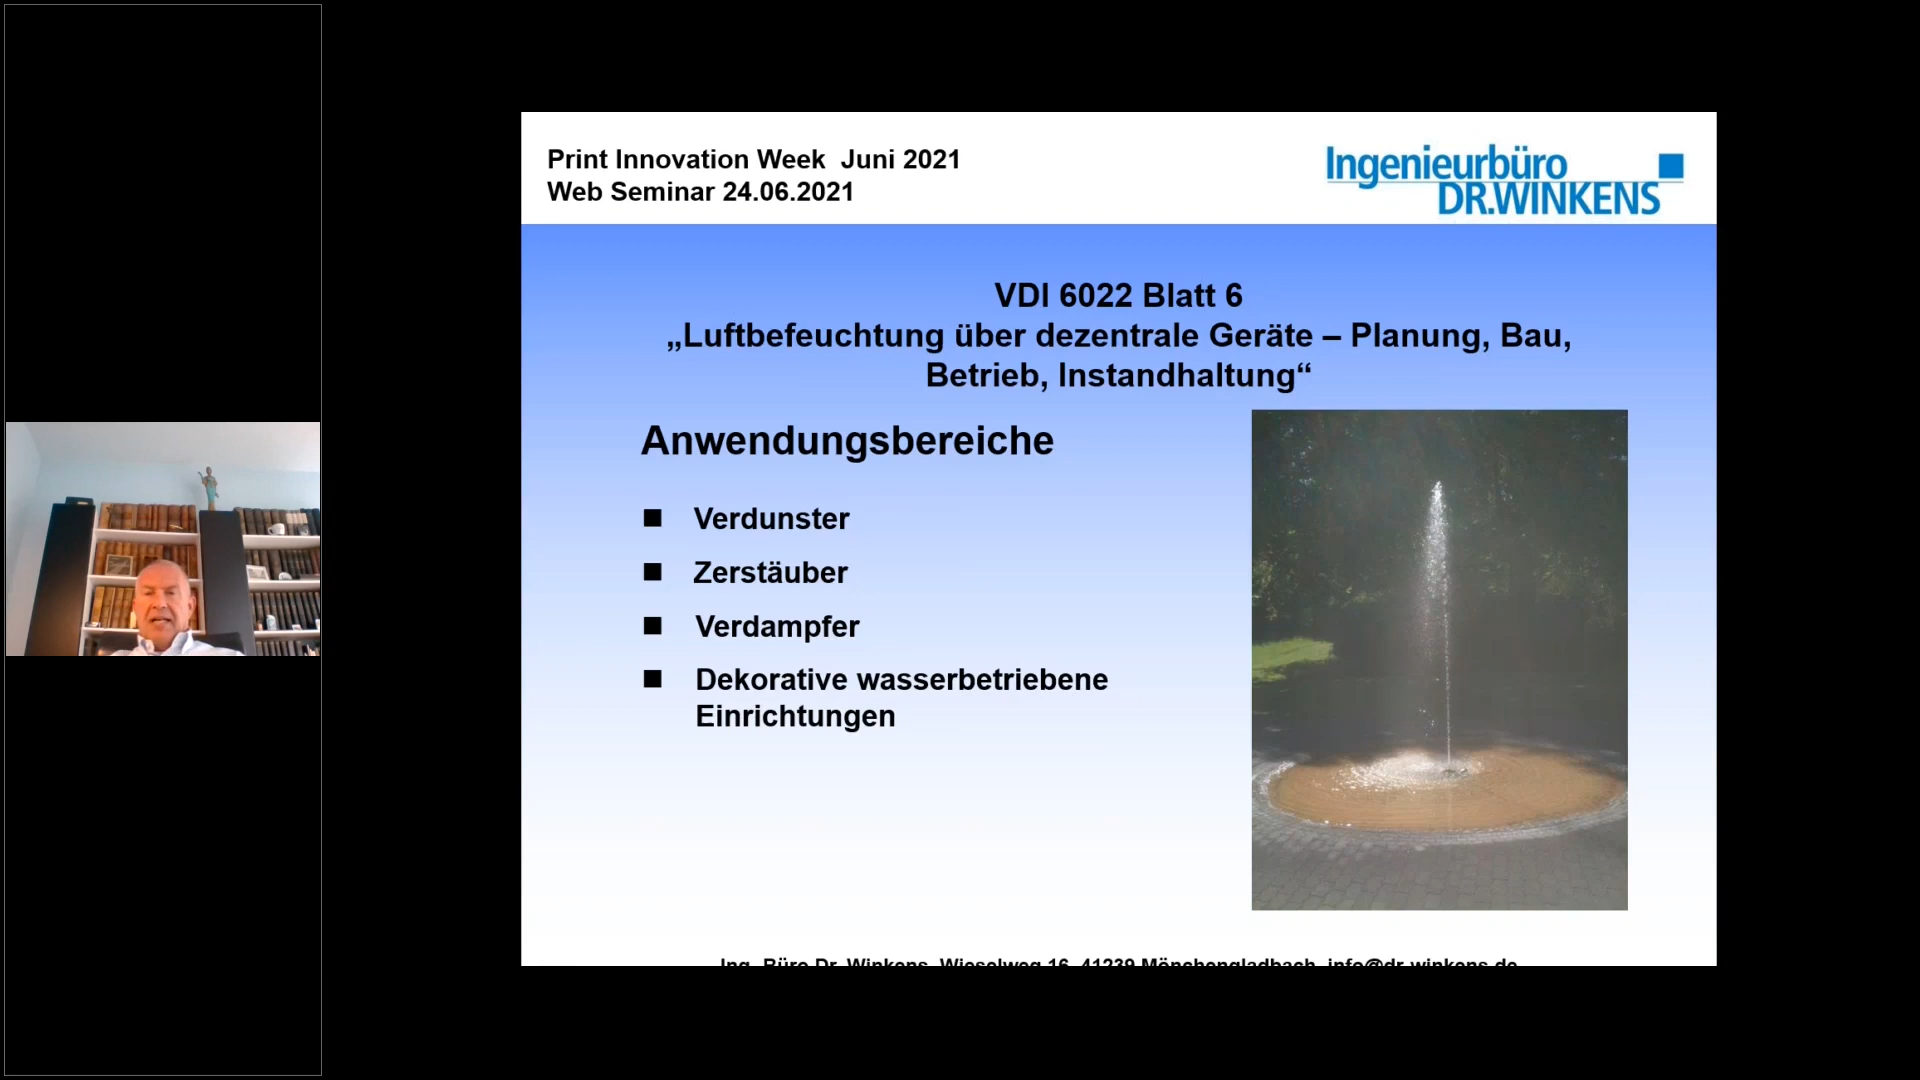 Print Innovation Week Juni 2021
Web Seminar 24.06.2021
Ingenieurbüro
DR.WINKENS
VDI 6022 Blatt 6
„Luftbefeuchtung über dezentrale Geräte – Planung, Bau,
Betrieb, Instandhaltung“
Anwendungsbereiche
Verdunster
Zerstäuber
Verdampfer
Dekorative wasserbetriebene
Einrichtungen
Ing. Büro Dr. Winkens, Wieselweg 16, 41239 Mönchengladbach, info@dr-winkens.de